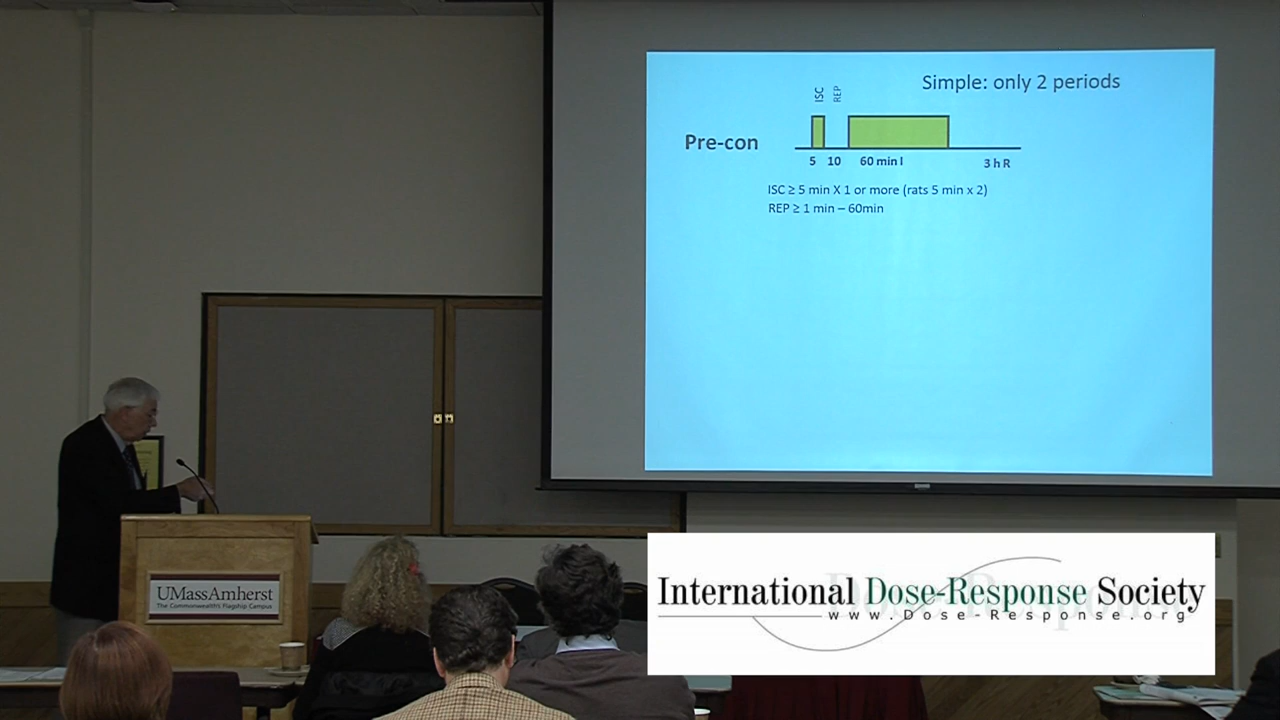 Simple: only 2 periods
ISC
REP
Pre-con
5 10 60 min I 3 h R
ISC ≥ 5 min X 1 or more (rats 5 min x 2)
REP ≥ 1 min – 60min
UMassAmherst
The Commonwealth's Flagship Campus
International Dose-Response Society
www.Dose-Response.org